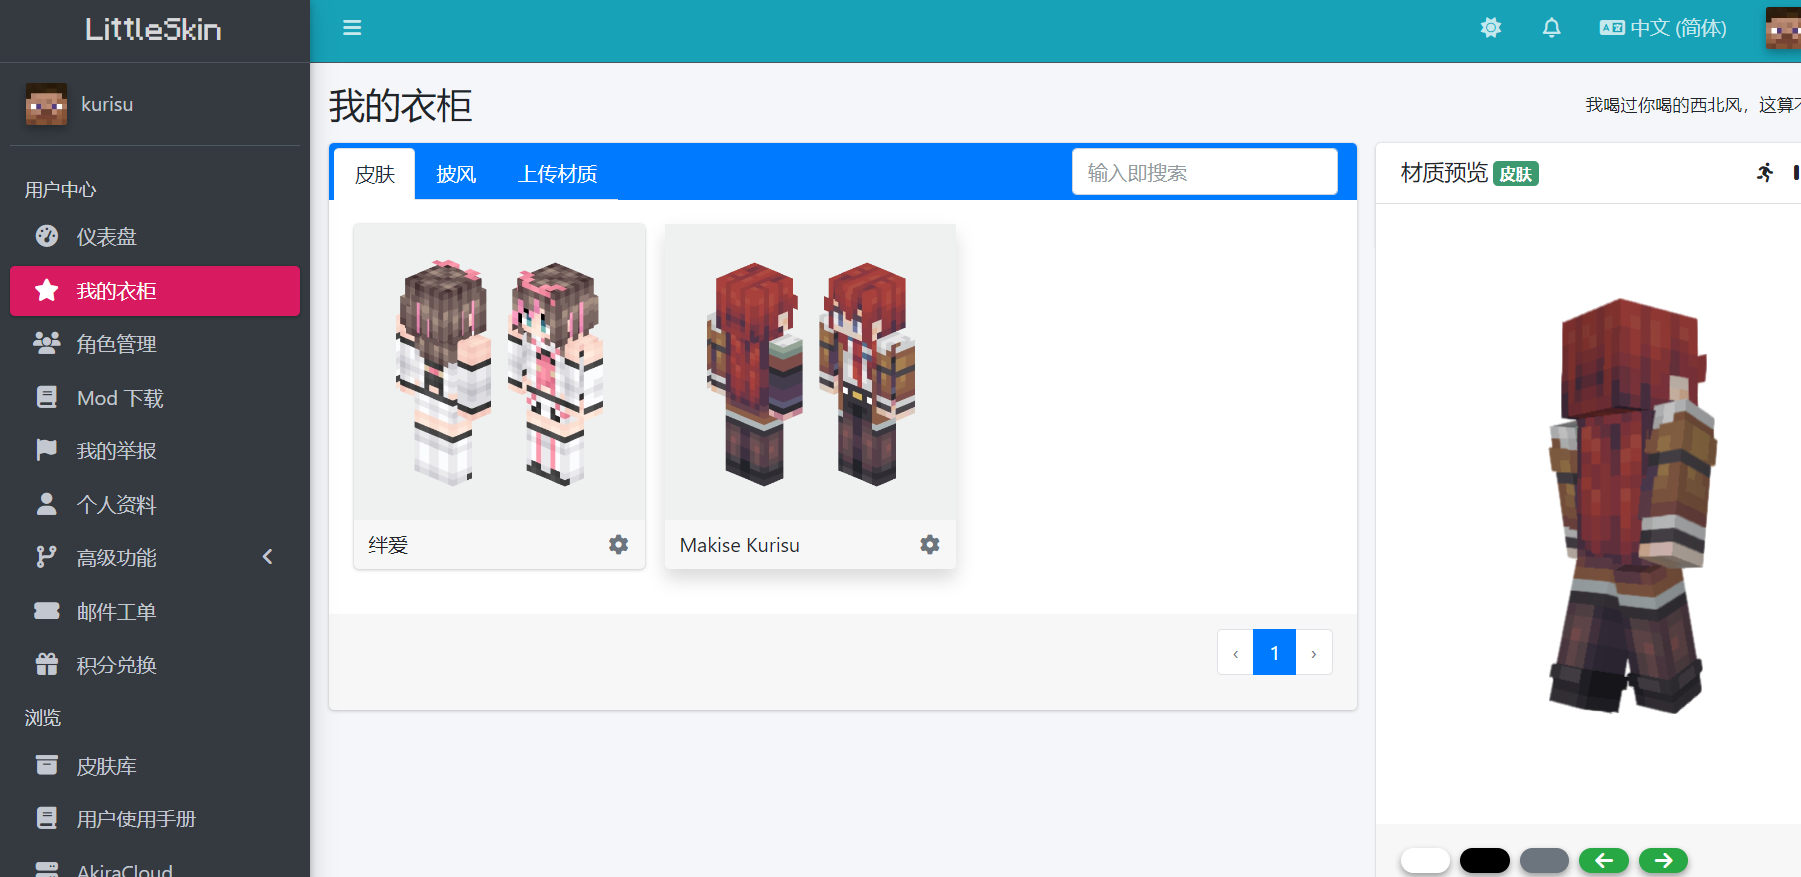 LittleSkin
中文 (简体)
kurisu
我的衣柜
我喝过你喝的西北风，这算
用户中心
仪表盘
我的衣柜
角色管理
Mod 下载
我的举报
个人资料
高级功能
邮件工单
积分兑换
浏览
皮肤库
用户使用手册
AkiraCloud
皮肤
披风
上传材质
输入即搜索
绊爱
Makise Kurisu
‹
1
›
材质预览
皮肤